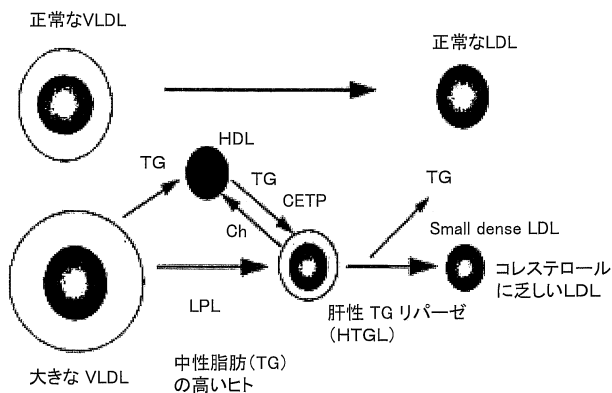 正常なVLDL
正常なLDL
HDL
TG
TG
CETP
Ch
TG
Small dense LDL
コレステロール
に乏しいLDL
LPL
肝性 TG リパーゼ
(HTGL)
大きな VLDL
中性脂肪(TG)
の高いヒト